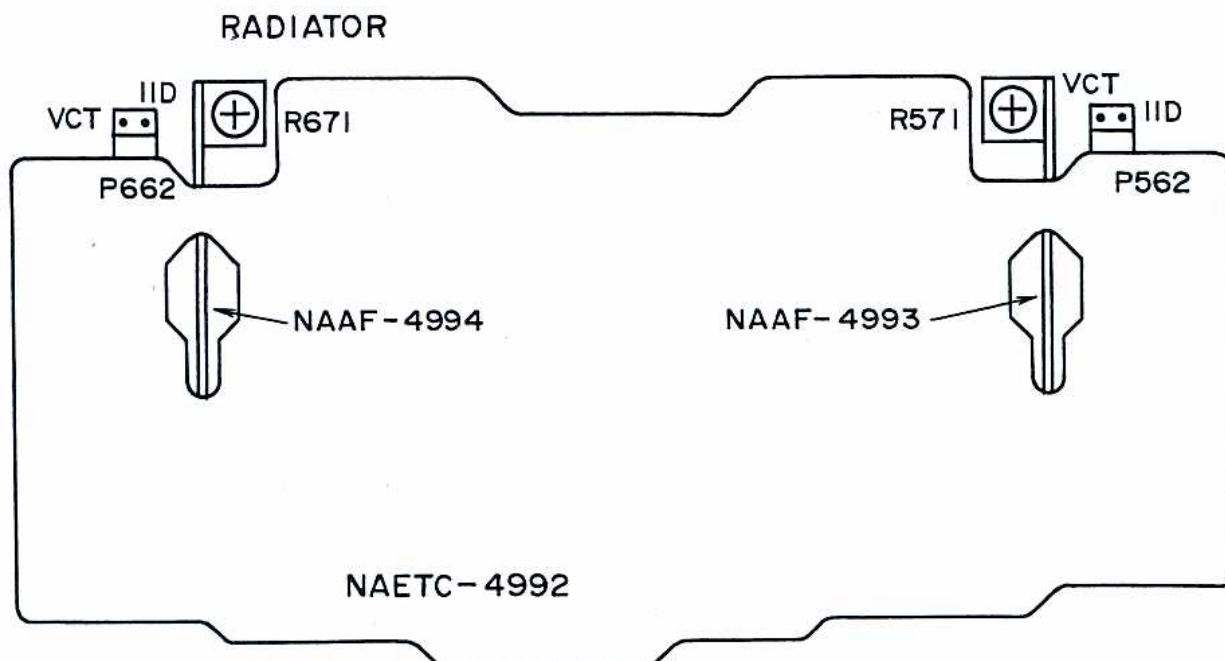 RADIATOR
VCT
IID
R671
P662
R571
VCT
IID
P562
NAAF-4994
NAAF-4993
NAETC-4992